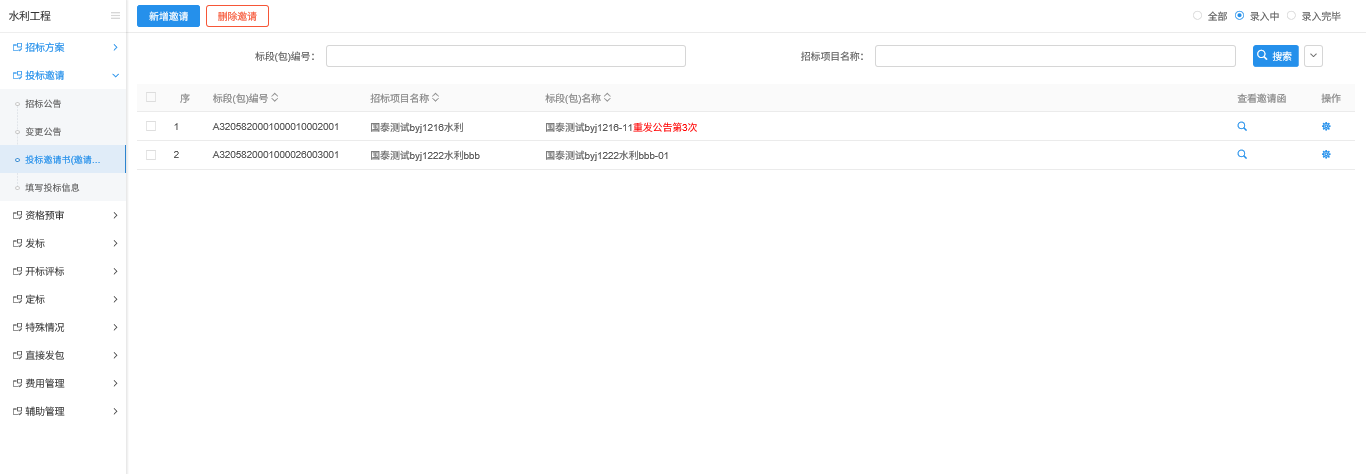 水利工程
新增邀请
删除邀请
全部
录入中
录入完毕
招标方案
投标邀请
招标公告
变更公告
投标邀请书(邀请...
填写投标信息
资格预审
发标
开标评标
定标
特殊情况
直接发包
费用管理
辅助管理
标段(包)编号：
招标项目名称：
搜索
序 标段(包)编号 招标项目名称 标段(包)名称 查看邀请函 操作
1 A3205820001000010002001 国泰测试byj1216水利 国泰测试byj1216-11重发公告第3次
2 A3205820001000026003001 国泰测试byj1222水利bbb 国泰测试byj1222水利bbb-01